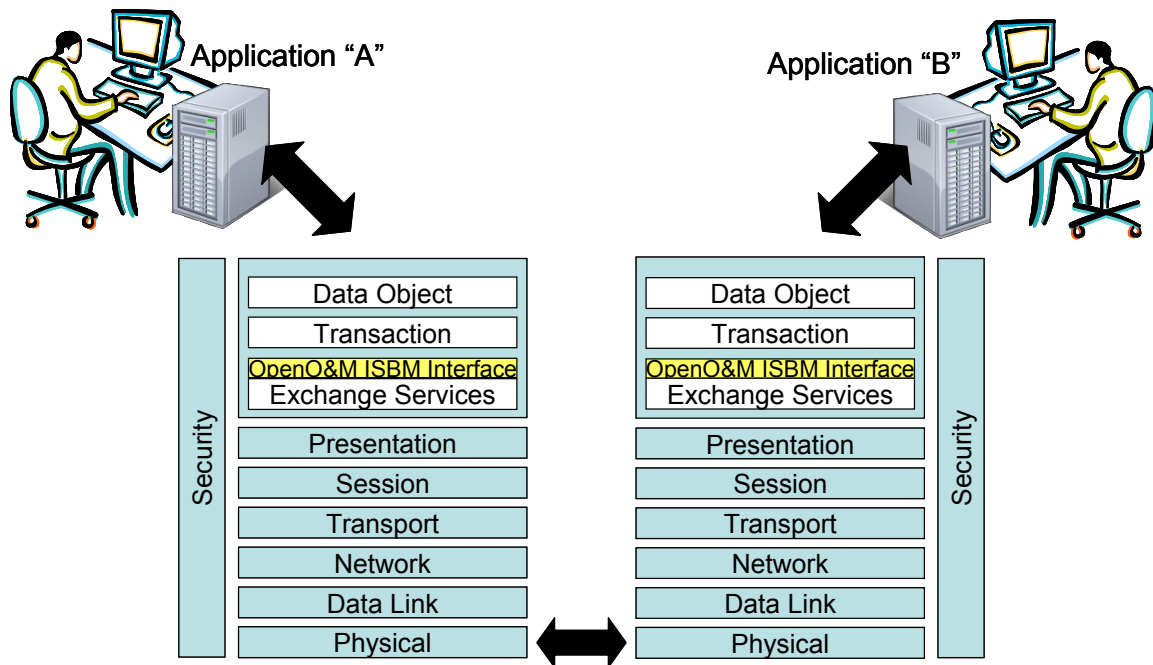 Application “A”
Application “B”
Security
Data Object
Transaction
OpenO&M ISBM Interface
Exchange Services
Presentation
Session
Transport
Network
Data Link
Physical
Data Object
Transaction
OpenO&M ISBM Interface
Exchange Services
Presentation
Session
Transport
Network
Data Link
Physical
Security